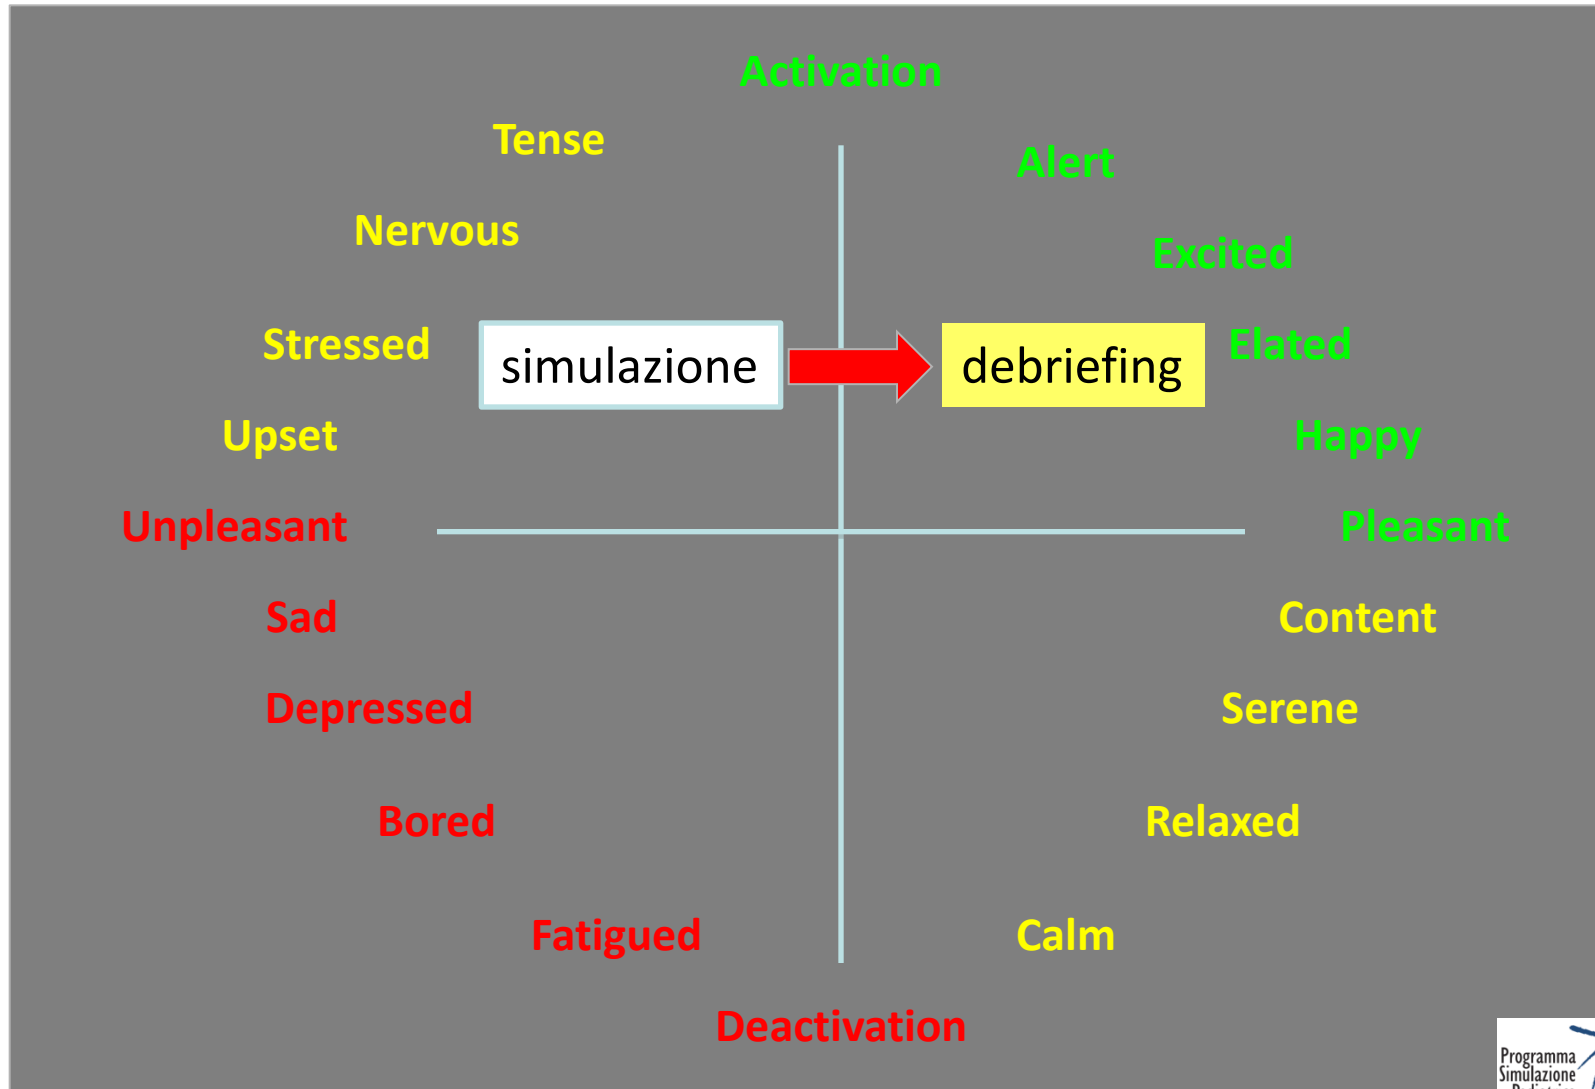 Activation
Tense
Alert
Nervous
Excited
Stressed
simulazione
debriefing
Elated
Upset
Happy
Unpleasant
Pleasant
Sad
Content
Depressed
Serene
Bored
Relaxed
Fatigued
Calm
Deactivation
Programma
Simulazione